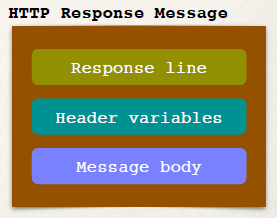 HTTP Response Message
Response line
Header variables
Message body